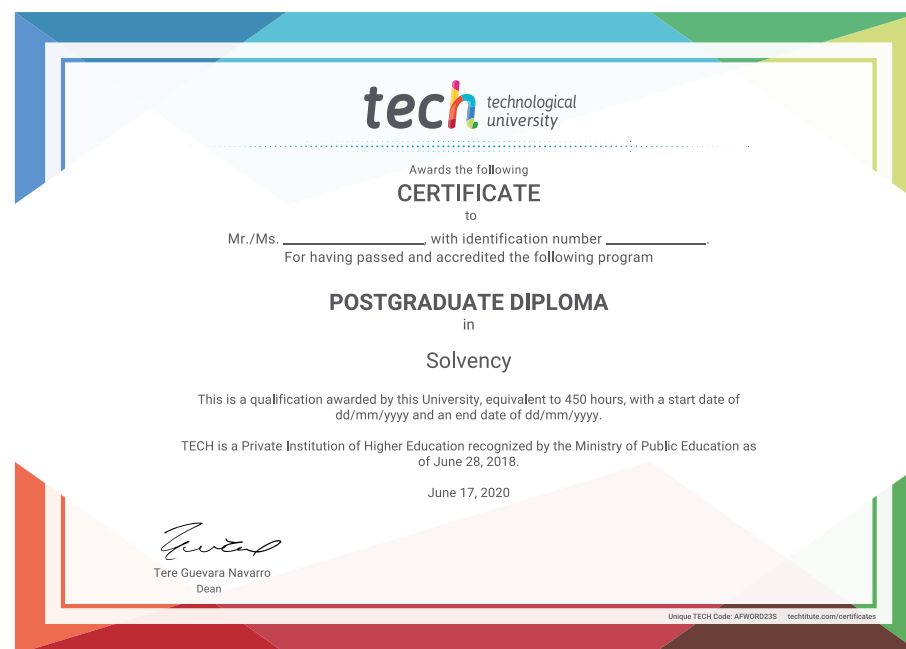 tech technological
university
Awards the following
CERTIFICATE
to
Mr./Ms. ____________________, with identification number ______________.
For having passed and accredited the following program
POSTGRADUATE DIPLOMA
in
Solvency
This is a qualification awarded by this University, equivalent to 450 hours, with a start date of
dd/mm/yyyy and an end date of dd/mm/yyyy.
TECH is a Private Institution of Higher Education recognized by the Ministry of Public Education as
of June 28, 2018.
June 17, 2020
Tere Guevara Navarro
Dean
Unique TECH Code: AFWORD23S techtitute.com/certificates